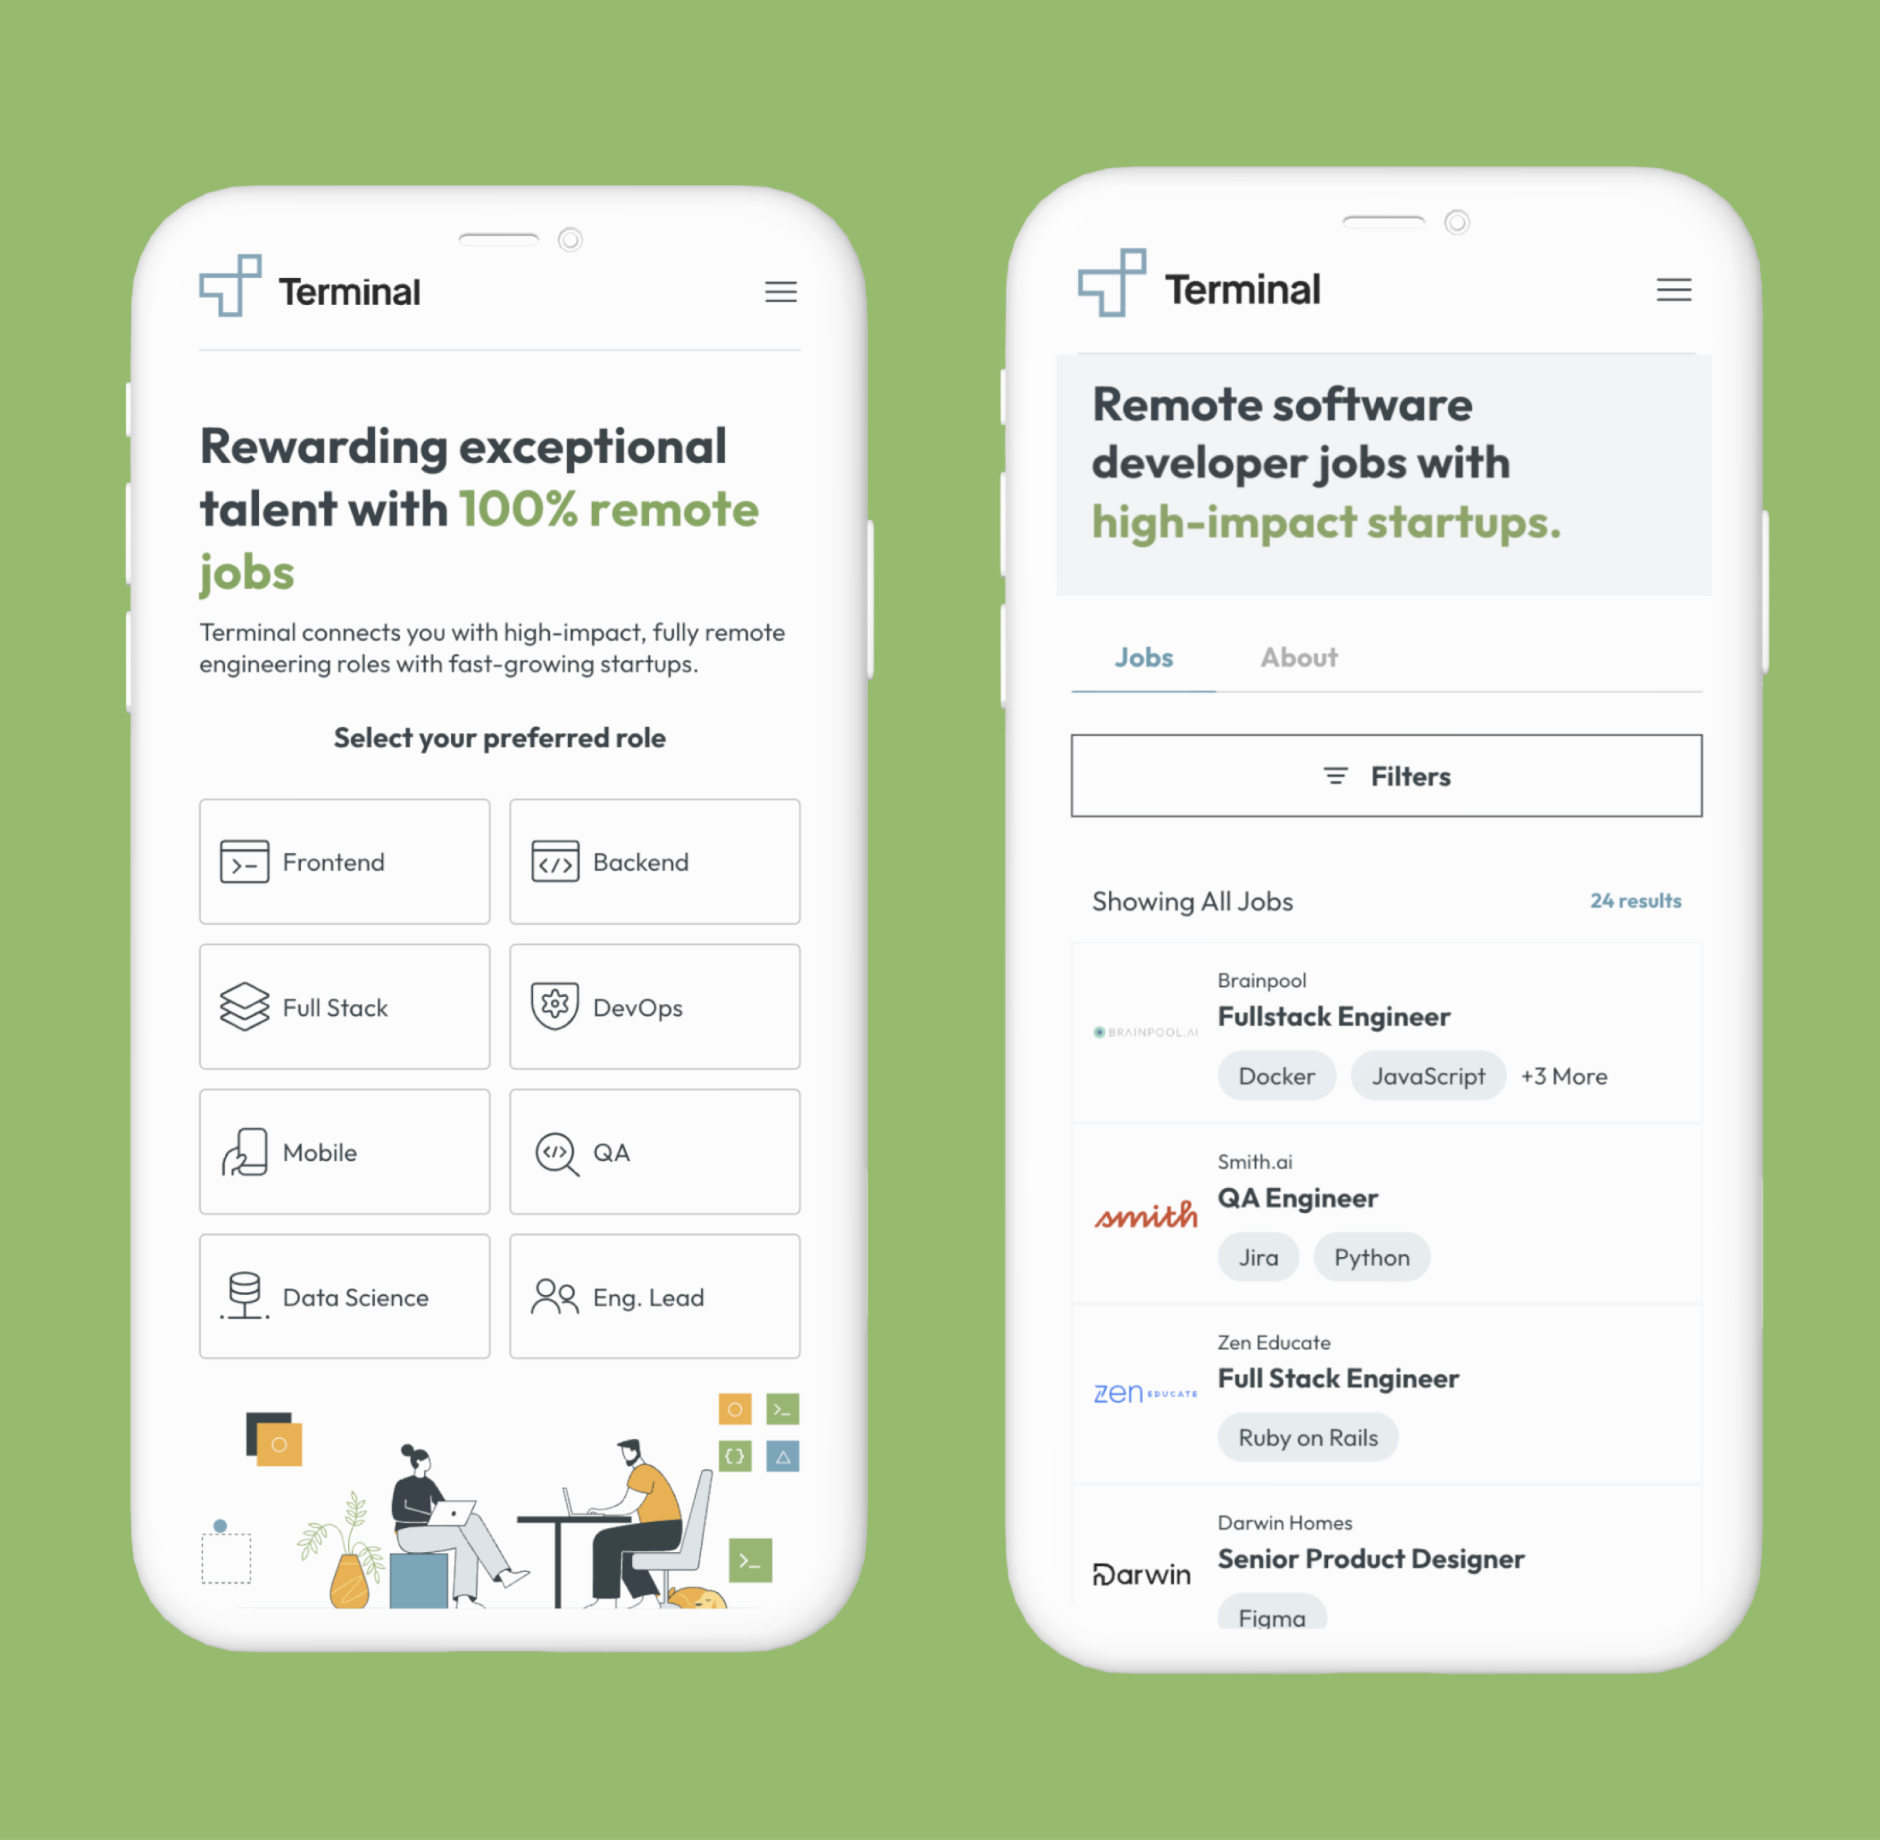 Terminal
Rewarding exceptional
talent with 100% remote
jobs
Terminal connects you with high-impact, fully remote
engineering roles with fast-growing startups.
Select your preferred role
Frontend
Backend
Full Stack
DevOps
Mobile
QA
Data Science
Eng. Lead
Terminal
Remote software
developer jobs with
high-impact startups.
Jobs
About
Filters
Showing All Jobs
24 results
BRAINPOOL.AI
Brainpool
Fullstack Engineer
Docker
JavaScript
+3 More
smith
Smith.ai
QA Engineer
Jira
Python
zen EDUCATE
Zen Educate
Full Stack Engineer
Ruby on Rails
Darwin
Darwin Homes
Senior Product Designer
Figma